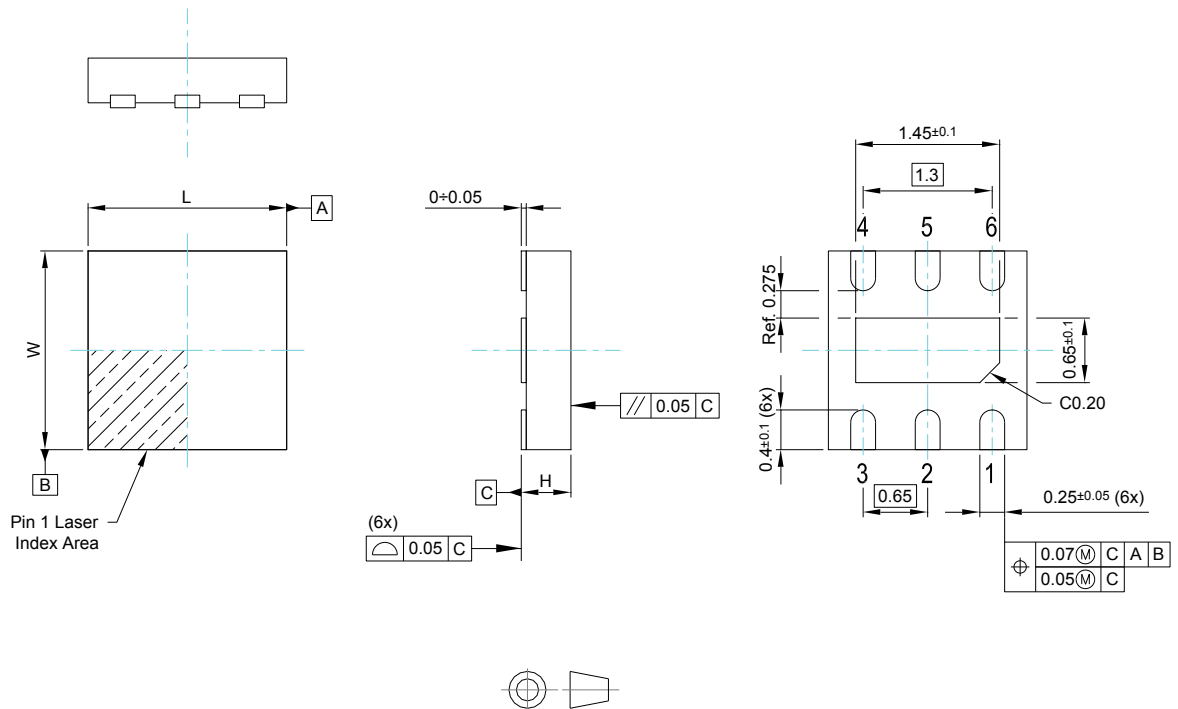 L
A
W
B
Pin 1 Laser
Index Area
0÷0.05
// 0.05 C
C
H
(6x)
⌓ 0.05 C
1.45±0.1
1.3
4 5 6
Ref. 0.275
0.65±0.1
C0.20
0.4±0.1 (6x)
3 2 1
0.65
0.25±0.05 (6x)
⌖ 0.07Ⓜ C A B
0.05Ⓜ C